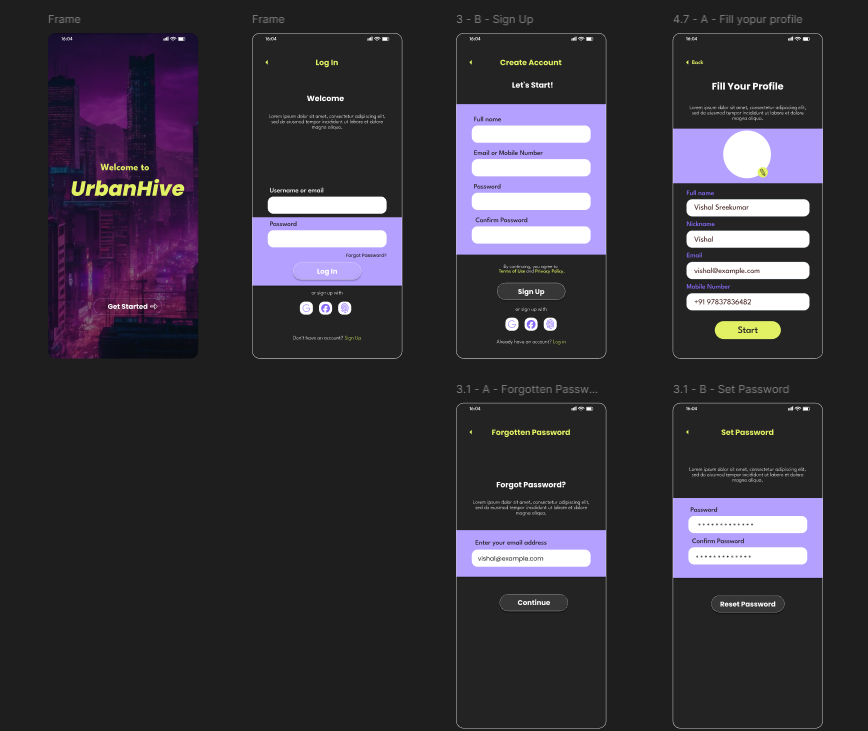 Frame
16:04
Welcome to
UrbanHive
Get Started
Frame
16:04
Log In
Welcome
Lorem ipsum dolor sit amet, consectetur adipiscing elit,
sed do eiusmod tempor incididunt ut labore et dolore
magna aliqua.
Username or email
Password
Forgot Password?
Log In
or sign up with
G
Don't have an account? Sign Up
3 - B - Sign Up
16:04
Create Account
Let's Start!
Full name
Email or Mobile Number
Password
Confirm Password
By continuing, you agree to
Terms of Use and Privacy Policy.
Sign Up
or sign up with
G
Already have an account? Log in
4.7 - A - Fill yopur profile
16:04
Back
Fill Your Profile
Lorem ipsum dolor sit amet, consectetur adipiscing elit,
sed do eiusmod tempor incididunt ut labore et dolore
magna aliqua.
Full name
Vishal Sreekumar
Nickname
Vishal
Email
vishal@example.com
Mobile Number
+91 97837836482
Start
3.1 - A - Forgotten Passw...
16:04
Forgotten Password
Forgot Password?
Lorem ipsum dolor sit amet, consectetur adipiscing elit,
sed do eiusmod tempor incididunt ut labore et dolore
magna aliqua.
Enter your email address
vishal@example.com
Continue
3.1 - B - Set Password
16:04
Set Password
Lorem ipsum dolor sit amet, consectetur adipiscing elit,
sed do eiusmod tempor incididunt ut labore et dolore
magna aliqua.
Password
Confirm Password
Reset Password